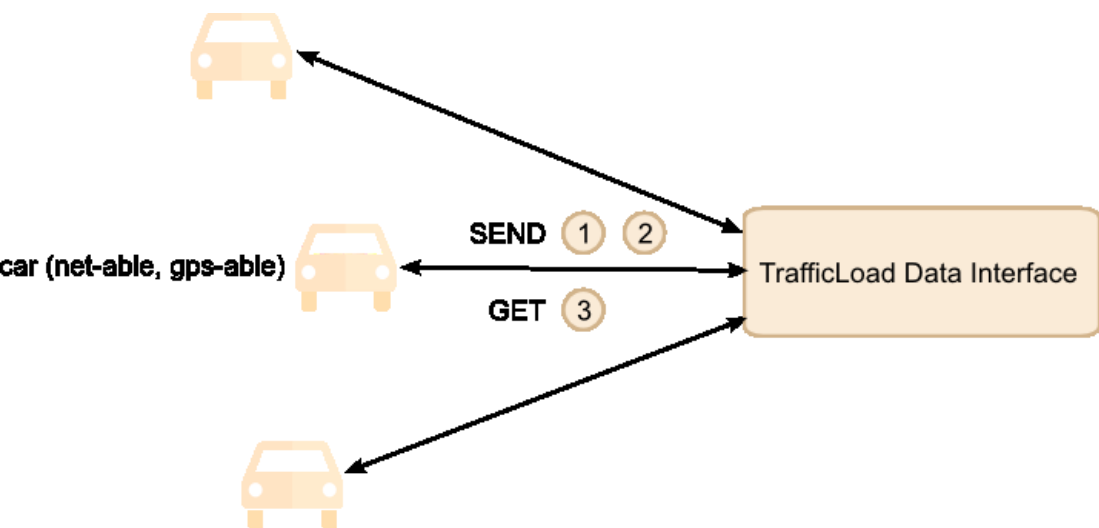 SEND 1 2
car (net-able, gps-able)
TrafficLoad Data Interface
GET 3